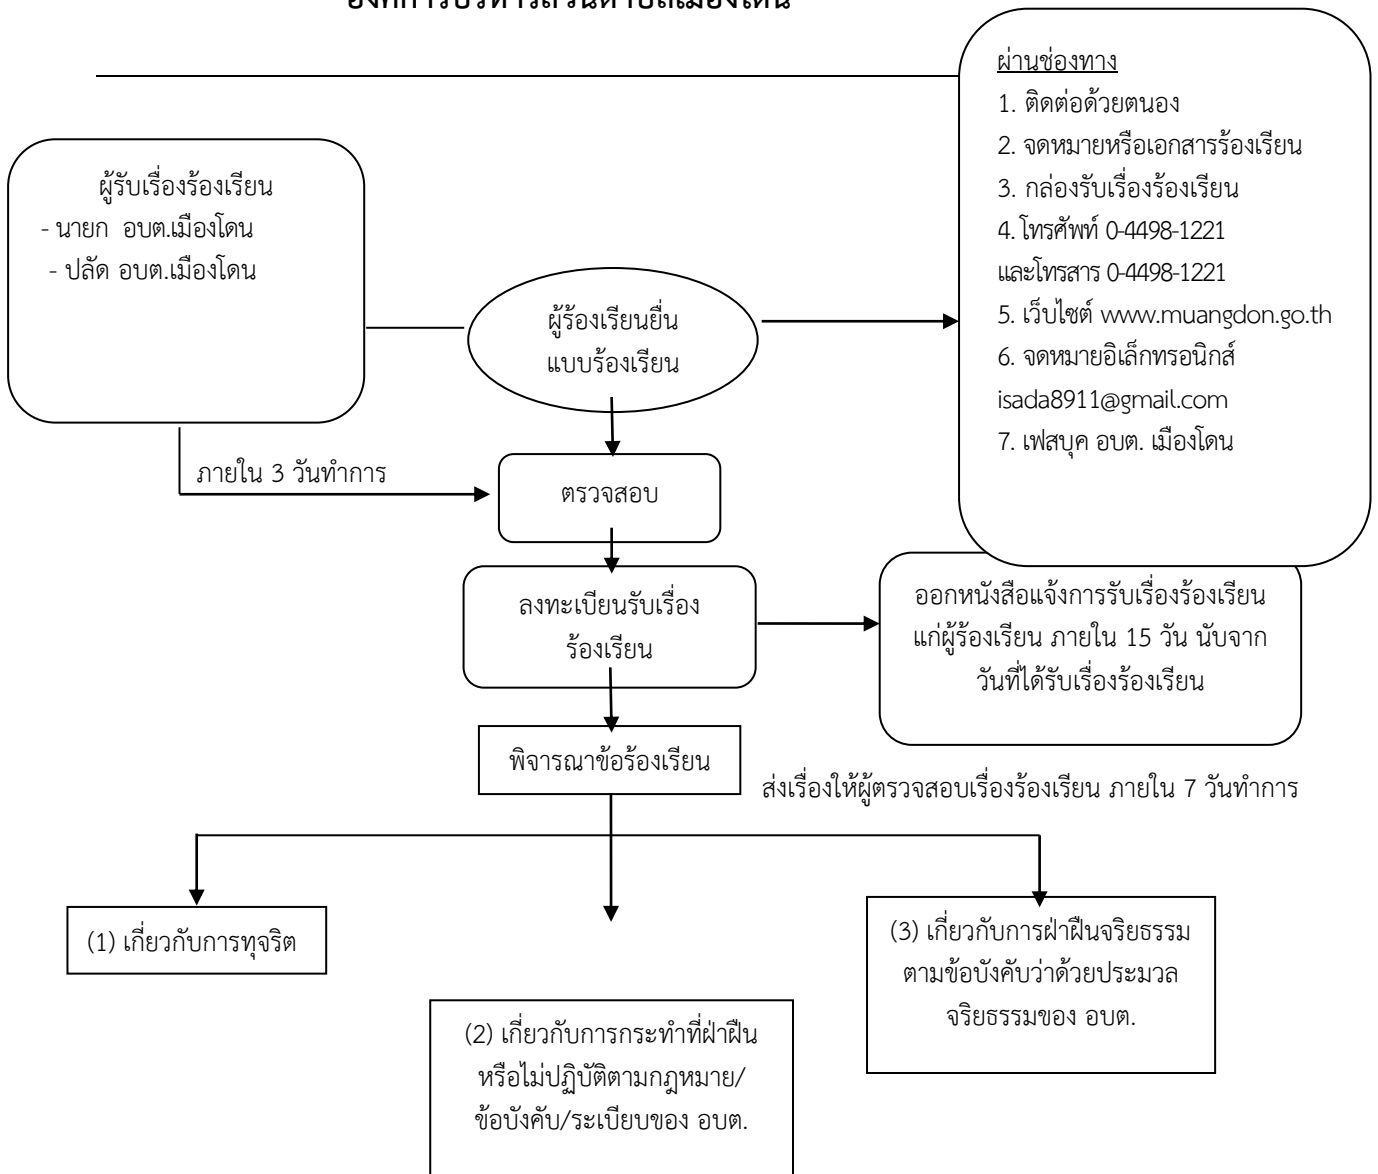 องค์การบริหารส่วนตำบลเมืองโดน
ผ่านช่องทาง
1. ติดต่อด้วยตนอง
2. จดหมายหรือเอกสารร้องเรียน
3. กล่องรับเรื่องร้องเรียน
4. โทรศัพท์ 0-4498-1221
และโทรสาร 0-4498-1221
5. เว็บไซต์ www.muangdon.go.th
6. จดหมายอิเล็กทรอนิกส์
isada8911@gmail.com
7. เฟสบุค อบต. เมืองโดน
ผู้รับเรื่องร้องเรียน
- นายก อบต.เมืองโดน
- ปลัด อบต.เมืองโดน
ผู้ร้องเรียนยื่น
แบบร้องเรียน
ภายใน 3 วันทำการ
ตรวจสอบ
ลงทะเบียนรับเรื่อง
ร้องเรียน
ออกหนังสือแจ้งการรับเรื่องร้องเรียน
แก่ผู้ร้องเรียน ภายใน 15 วัน นับจาก
วันที่ได้รับเรื่องร้องเรียน
พิจารณาข้อร้องเรียน
ส่งเรื่องให้ผู้ตรวจสอบเรื่องร้องเรียน ภายใน 7 วันทำการ
(1) เกี่ยวกับการทุจริต
(2) เกี่ยวกับการกระทำที่ฝ่าฝืน
หรือไม่ปฏิบัติตามกฎหมาย/
ข้อบังคับ/ระเบียบของ อบต.
(3) เกี่ยวกับการฝ่าฝืนจริยธรรม
ตามข้อบังคับว่าด้วยประมวล
จริยธรรมของ อบต.